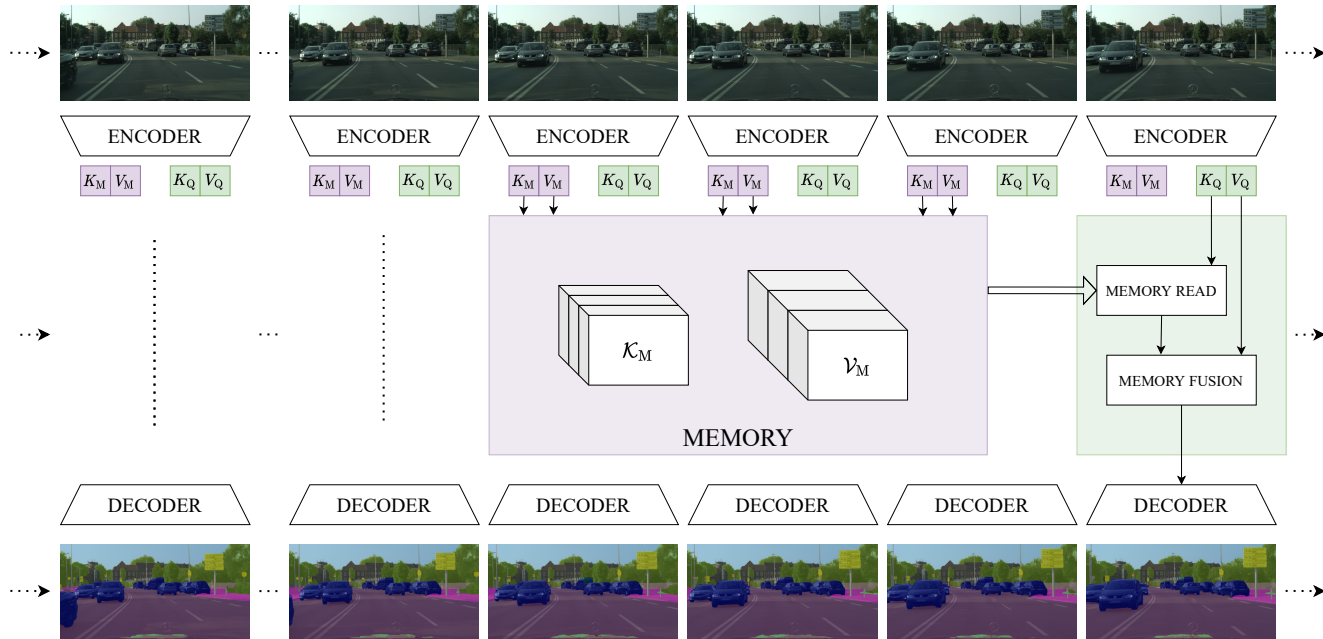 ENCODER ENCODER ENCODER ENCODER ENCODER ENCODER
K_M V_M K_Q V_Q K_M V_M K_Q V_Q K_M V_M K_Q V_Q K_M V_M K_Q V_Q K_M V_M K_Q V_Q K_M V_M K_Q V_Q
MEMORY READ
𝒦_M 𝒱_M
MEMORY FUSION
MEMORY
DECODER DECODER DECODER DECODER DECODER DECODER